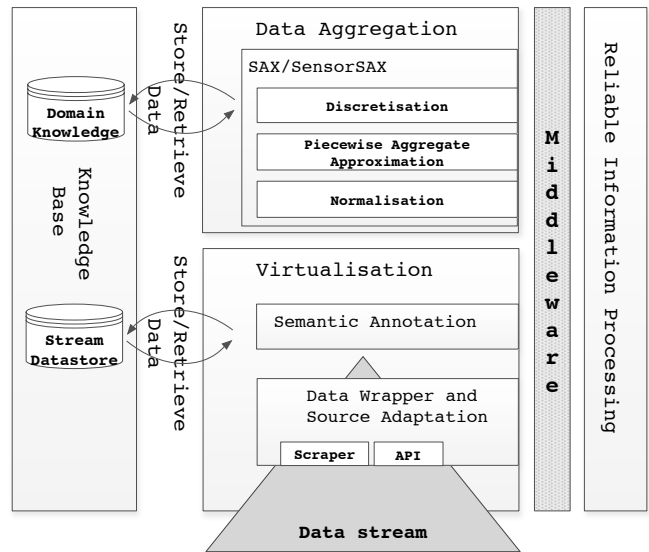 Data Aggregation
SAX/SensorSAX
Discretisation
Piecewise Aggregate
Approximation
Normalisation
Store/Retrieve
Data
Domain
Knowledge
Knowledge
Base
Stream
Datastore
Store/Retrieve
Data
Virtualisation
Semantic Annotation
Data Wrapper and
Source Adaptation
Scraper
API
Data stream
Middleware
Reliable Information Processing